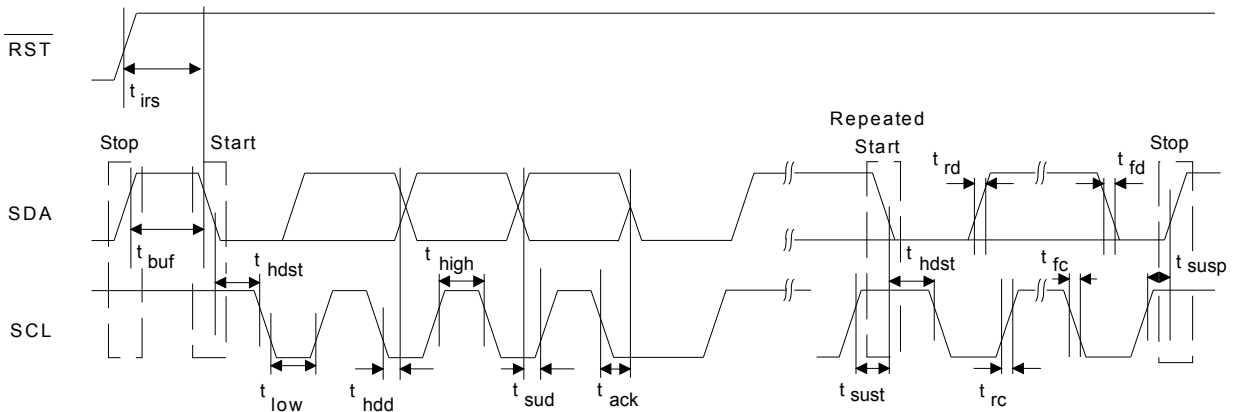 RST
t irs
Repeated
Stop Start Start Stop
t rd t fd
SDA
t buf t hdst t high t hdst t fc t susp
SCL
t low t hdd t sud t ack t sust t rc